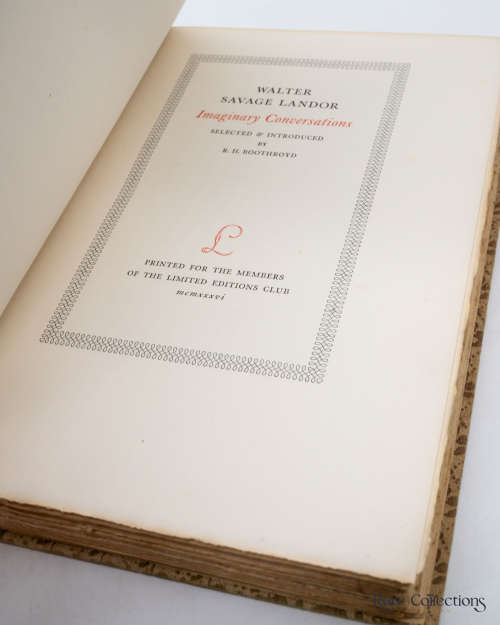 WALTER
SAVAGE LANDOR
Imaginary Conversations
SELECTED & INTRODUCED
BY
R. H. BOOTHROYD
L
PRINTED FOR THE MEMBERS
OF THE LIMITED EDITIONS CLUB
mcmxxxvi
Rare Collections